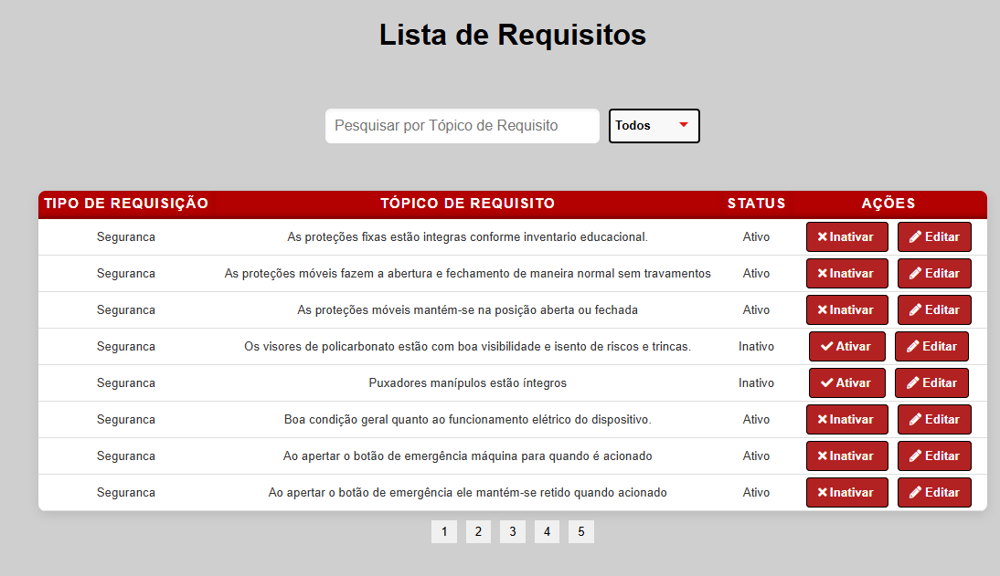 Lista de Requisitos
Pesquisar por Tópico de Requisito Todos
TIPO DE REQUISIÇÃO TÓPICO DE REQUISITO STATUS AÇÕES
Seguranca As proteções fixas estão integras conforme inventario educacional. Ativo Inativar Editar
Seguranca As proteções móveis fazem a abertura e fechamento de maneira normal sem travamentos Ativo Inativar Editar
Seguranca As proteções móveis mantém-se na posição aberta ou fechada Ativo Inativar Editar
Seguranca Os visores de policarbonato estão com boa visibilidade e isento de riscos e trincas. Inativo Ativar Editar
Seguranca Puxadores manípulos estão íntegros Inativo Ativar Editar
Seguranca Boa condição geral quanto ao funcionamento elétrico do dispositivo. Ativo Inativar Editar
Seguranca Ao apertar o botão de emergência máquina para quando é acionado Ativo Inativar Editar
Seguranca Ao apertar o botão de emergência ele mantém-se retido quando acionado Ativo Inativar Editar
1 2 3 4 5